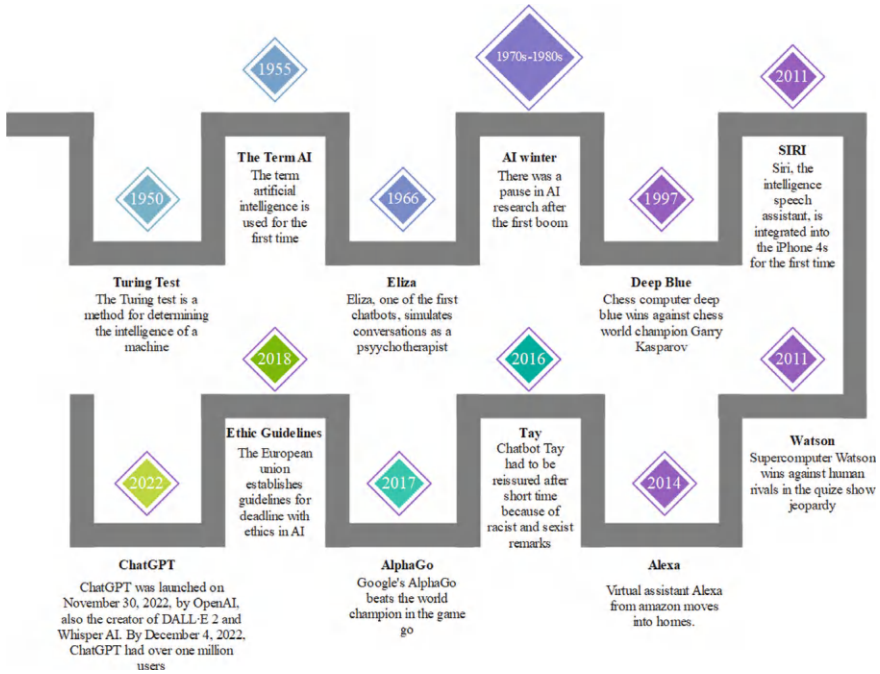 1950
Turing Test
The Turing test is a
method for determining
the intelligence of a
machine
1955
The Term AI
The term
artificial
intelligence is
used for the
first time
1966
Eliza
Eliza, one of the first
chatbots, simulates
conversations as a
psyychotherapist
1970s-1980s
AI winter
There was a
pause in AI
research after
the first boom
1997
Deep Blue
Chess computer deep
blue wins against chess
world champion Garry
Kasparov
2011
SIRI
Siri, the
intelligence
speech
assistant, is
integrated into
the iPhone 4s
for the first time
2011
Watson
Supercomputer Watson
wins against human
rivals in the quize show
jeopardy
2014
Alexa
Virtual assistant Alexa
from amazon moves
into homes.
2016
Tay
Chatbot Tay
had to be
reissured after
short time
because of
racist and sexist
remarks
2017
AlphaGo
Google's AlphaGo
beats the world
champion in the game
go
2018
Ethic Guidelines
The European
union
establishes
guidelines for
deadline with
ethics in AI
2022
ChatGPT
ChatGPT was launched on
November 30, 2022, by OpenAI,
also the creator of DALL·E 2 and
Whisper AI. By December 4, 2022,
ChatGPT had over one million
users